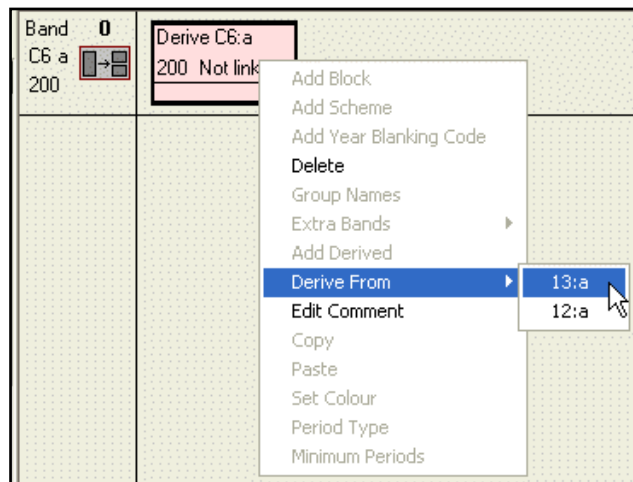 Band 0
C6 a
200
Derive C6:a
200 Not link
Add Block
Add Scheme
Add Year Blanking Code
Delete
Group Names
Extra Bands
Add Derived
Derive From
13:a
Edit Comment
12:a
Copy
Paste
Set Colour
Period Type
Minimum Periods